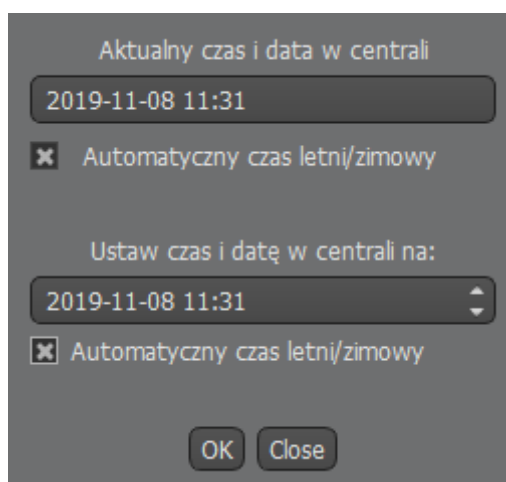 Aktualny czas i data w centrali
2019-11-08 11:31
Automatyczny czas letni/zimowy
Ustaw czas i datę w centrali na:
2019-11-08 11:31
Automatyczny czas letni/zimowy
OK Close